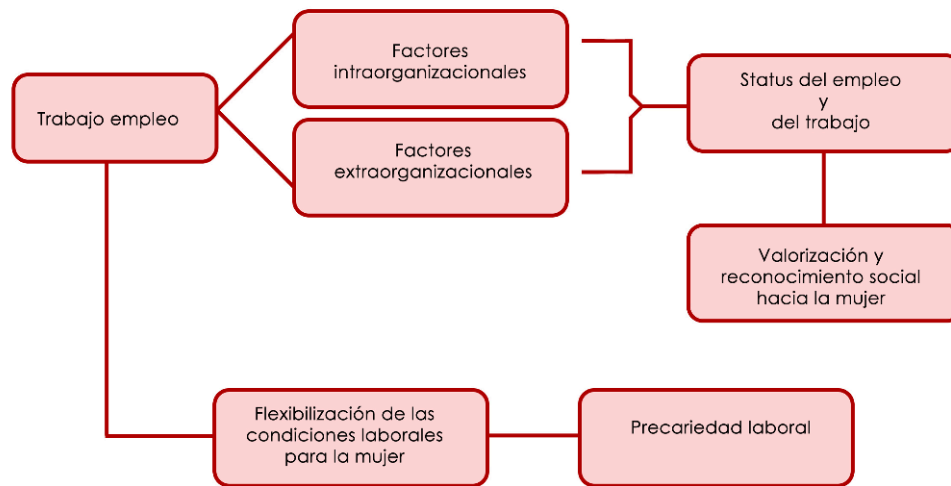 Trabajo empleo
Factores
intraorganizacionales
Factores
extraorganizacionales
Status del empleo
y
del trabajo
Valorización y
reconocimiento social
hacia la mujer
Flexibilización de las
condiciones laborales
para la mujer
Precariedad laboral